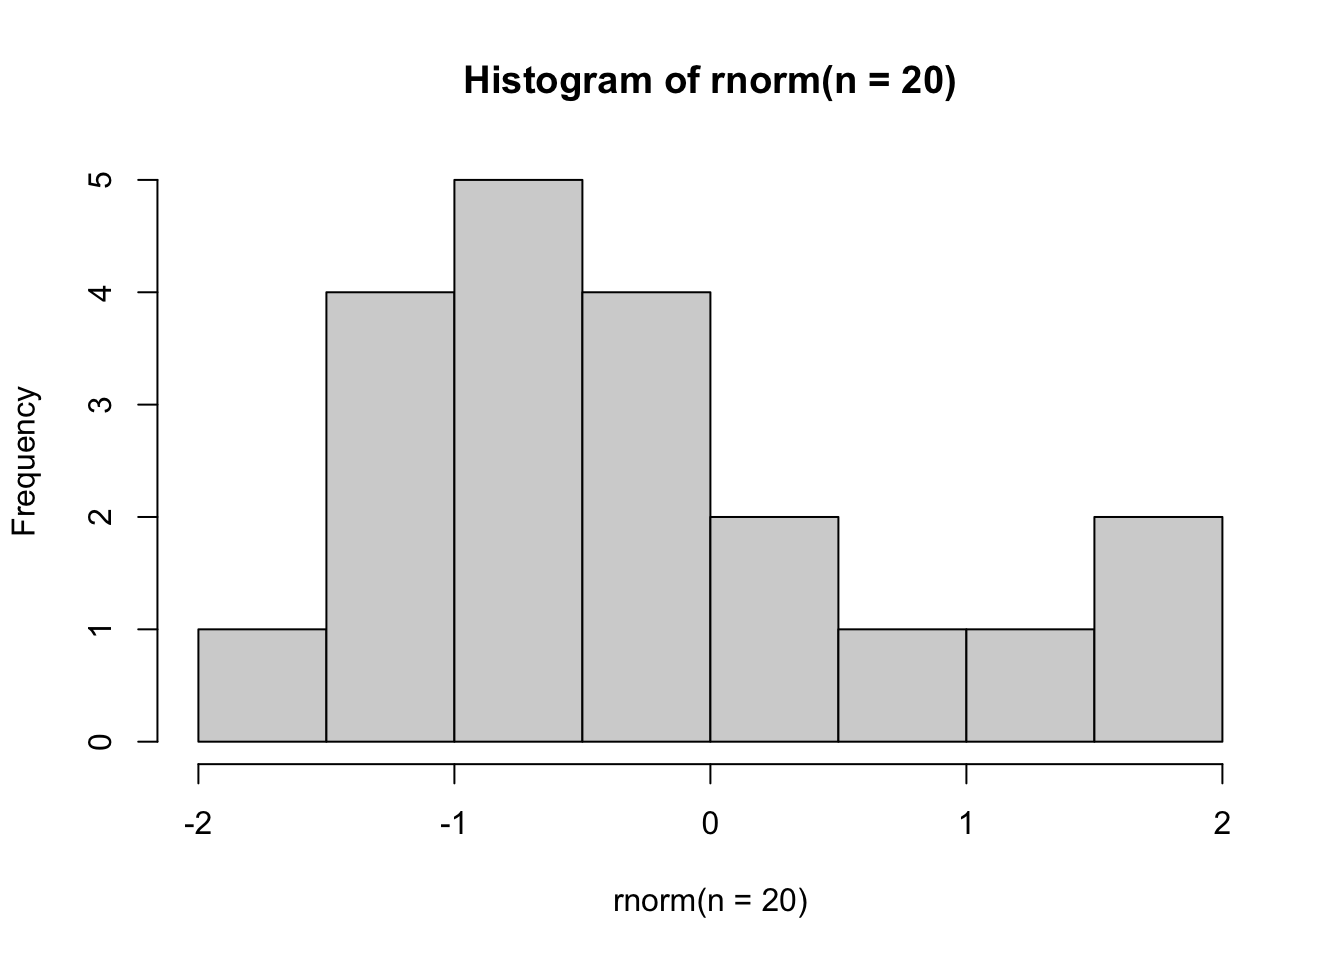 Histogram of rnorm(n = 20)
Frequency
5
4
3
2
1
0
-2 -1 0 1 2
rnorm(n = 20)